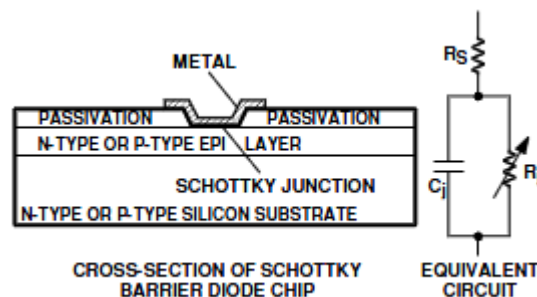 METAL
RS
PASSIVATION PASSIVATION
N-TYPE OR P-TYPE EPI LAYER
Cj
SCHOTTKY JUNCTION
N-TYPE OR P-TYPE SILICON SUBSTRATE
CROSS-SECTION OF SCHOTTKY
BARRIER DIODE CHIP
EQUIVALENT
CIRCUIT